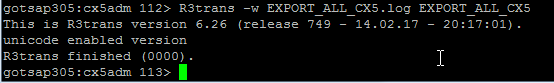 gotsap305:cx5adm 112> R3trans -w EXPORT_ALL_CX5.log EXPORT_ALL_CX5
This is R3trans version 6.26 (release 749 - 14.02.17 - 20:17:01).
unicode enabled version
R3trans finished (0000).
gotsap305:cx5adm 113>